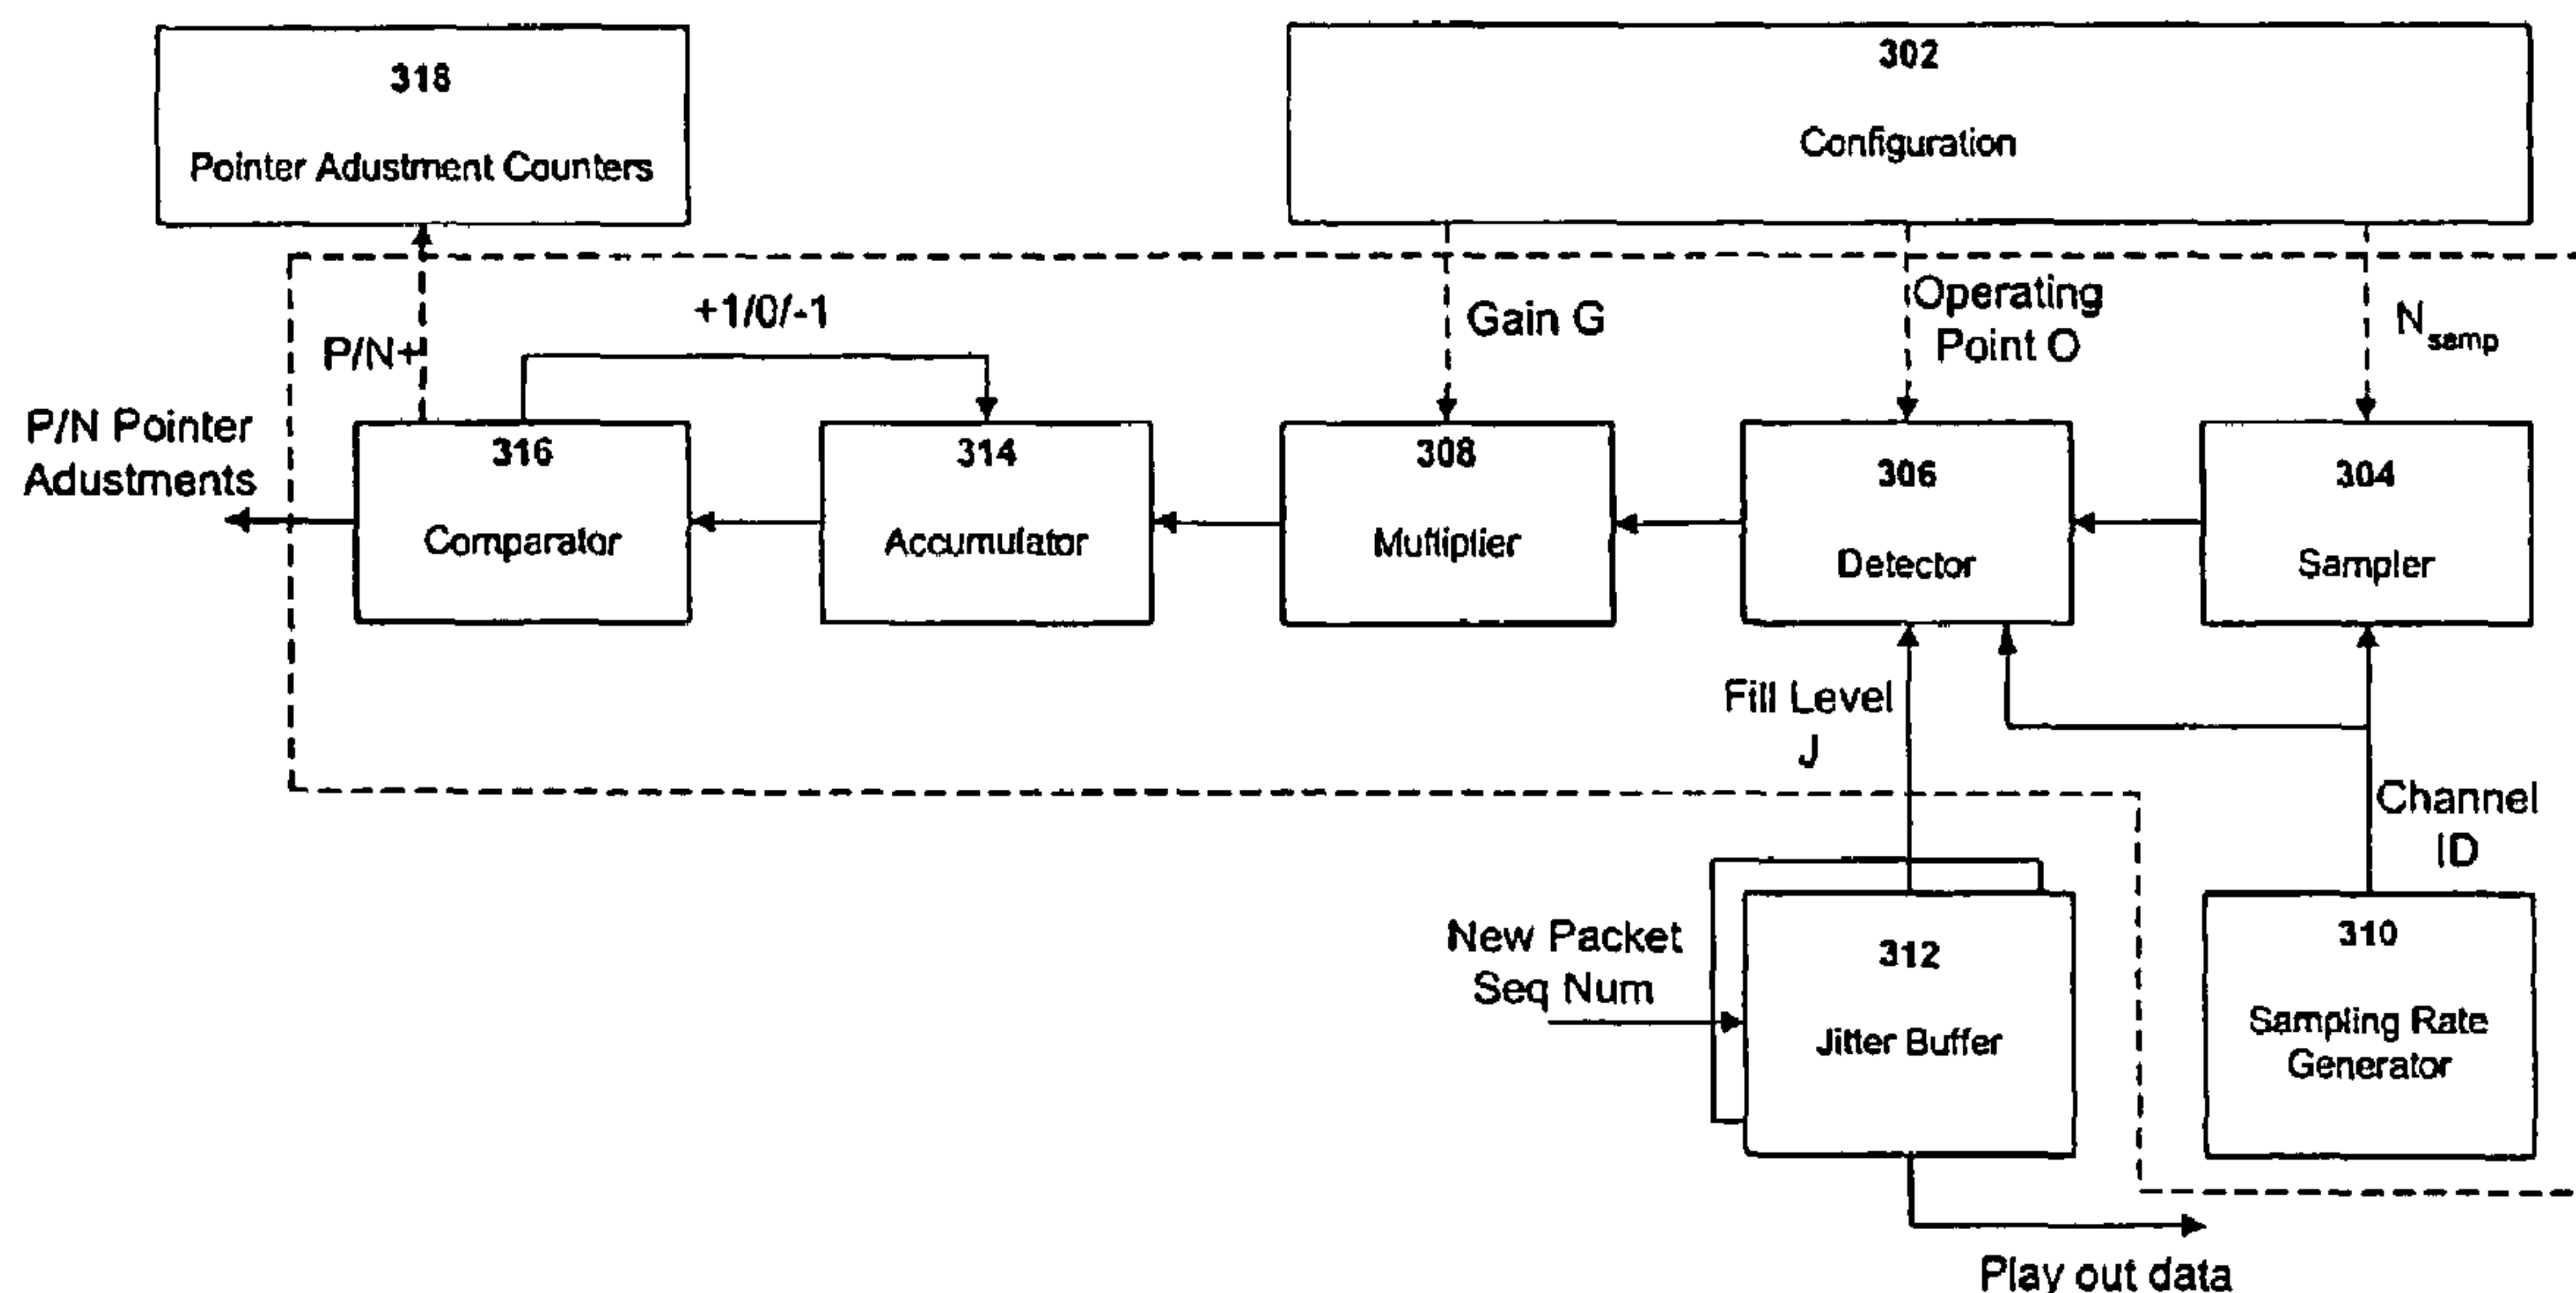 318
Pointer Adustment Counters
302
Configuration
P/N+
+1/0/-1
Gain G
Operating
Point O
Nsamp
P/N Pointer
Adustments
316
Comparator
314
Accumulator
308
Multiplier
306
Detector
304
Sampler
Fill Level
J
Channel
ID
New Packet
Seq Num
312
Jitter Buffer
310
Sampling Rate
Generator
Play out data